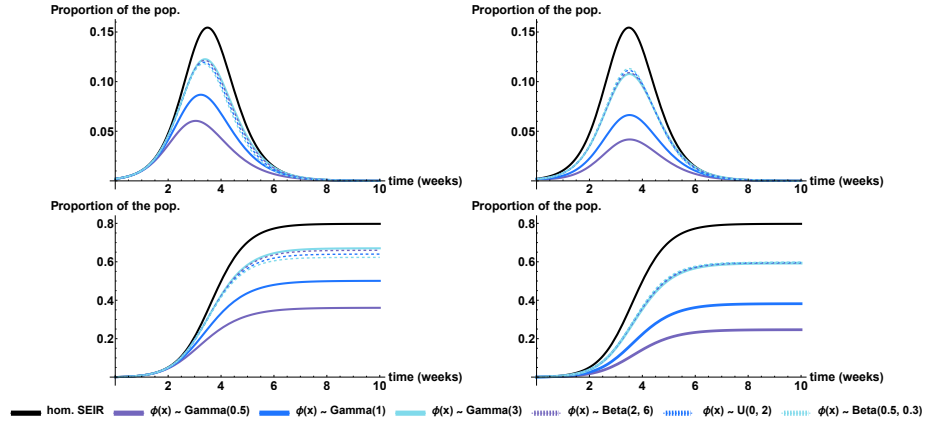 Proportion of the pop.
0.15
0.10
0.05
2 4 6 8 10
time (weeks)
Proportion of the pop.
0.15
0.10
0.05
0 2 4 6 8 10
time (weeks)
Proportion of the pop.
0.8
0.6
0.4
0.2
2 4 6 8 10
time (weeks)
Proportion of the pop.
0.8
0.6
0.4
0.2
0 2 4 6 8 10
time (weeks)
hom. SEIR ϕ(x) ~ Gamma(0.5) ϕ(x) ~ Gamma(1) ϕ(x) ~ Gamma(3) ϕ(x) ~ Beta(2, 6) ϕ(x) ~ U(0, 2) ϕ(x) ~ Beta(0.5, 0.3)